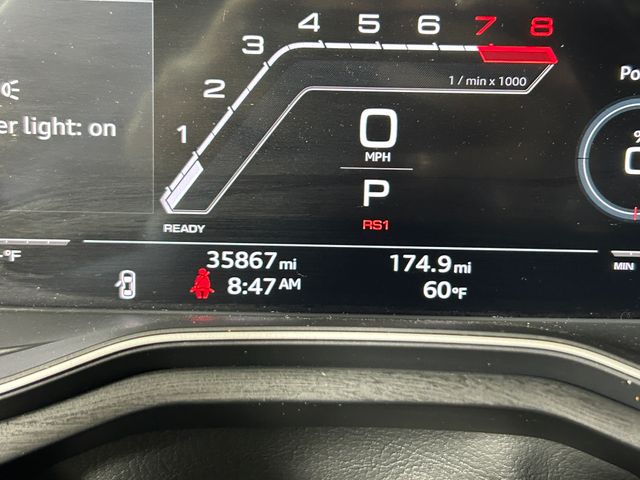 1 2 3 4 5 6 7 8
1 / min x 1000
er light: on
0
MPH
P
RS1
READY
Po
%
°F
MIN
35867 mi
174.9 mi
8:47 AM
60°F